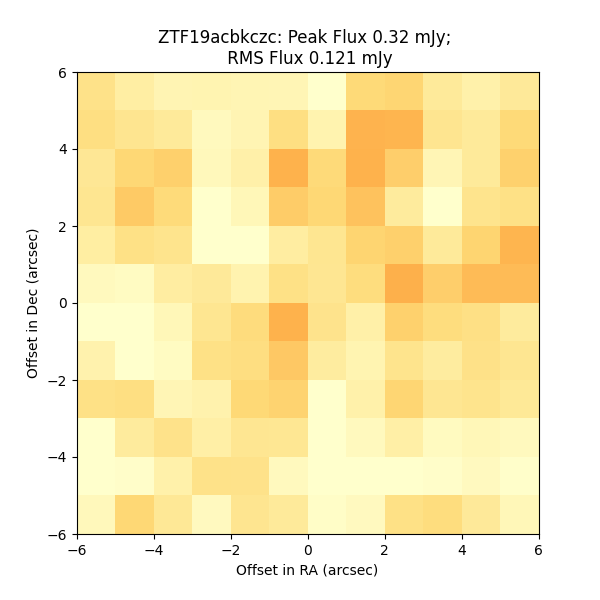 ZTF19acbkczc: Peak Flux 0.32 mJy;
RMS Flux 0.121 mJy
6
4
2
0
−2
−4
−6
Offset in Dec (arcsec)
−6 −4 −2 0 2 4 6
Offset in RA (arcsec)